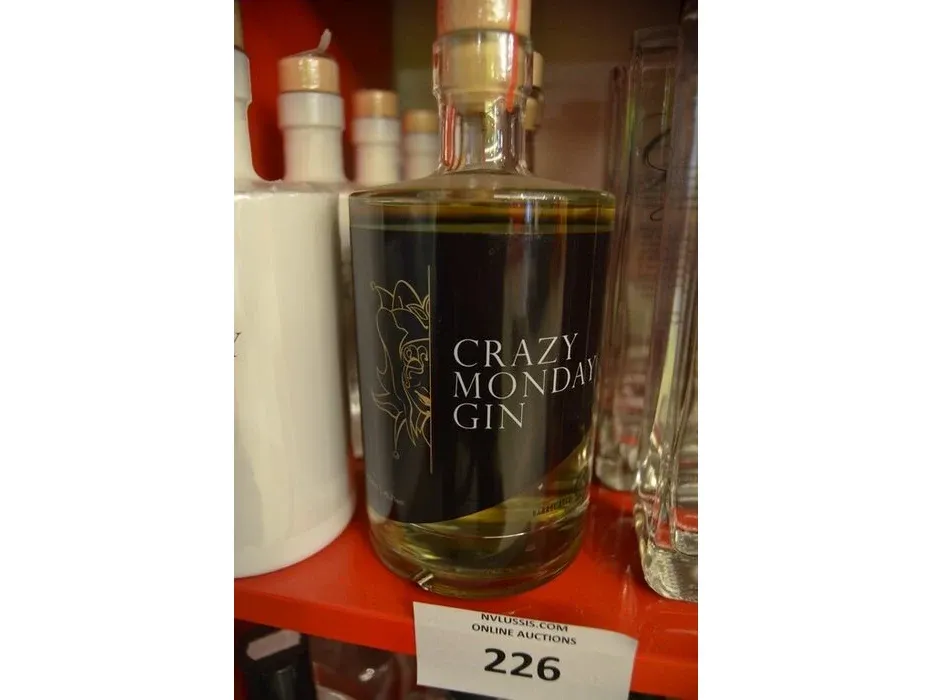 CRAZY
MONDAY
GIN
NVLUSSIS.COM
ONLINE AUCTIONS
226